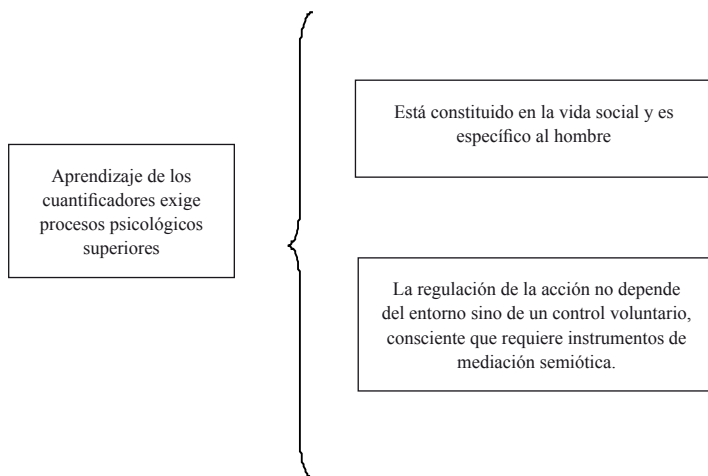 Aprendizaje de los
cuantificadores exige
procesos psicológicos
superiores
Está constituido en la vida social y es
específico al hombre
La regulación de la acción no depende
del entorno sino de un control voluntario,
consciente que requiere instrumentos de
mediación semiótica.